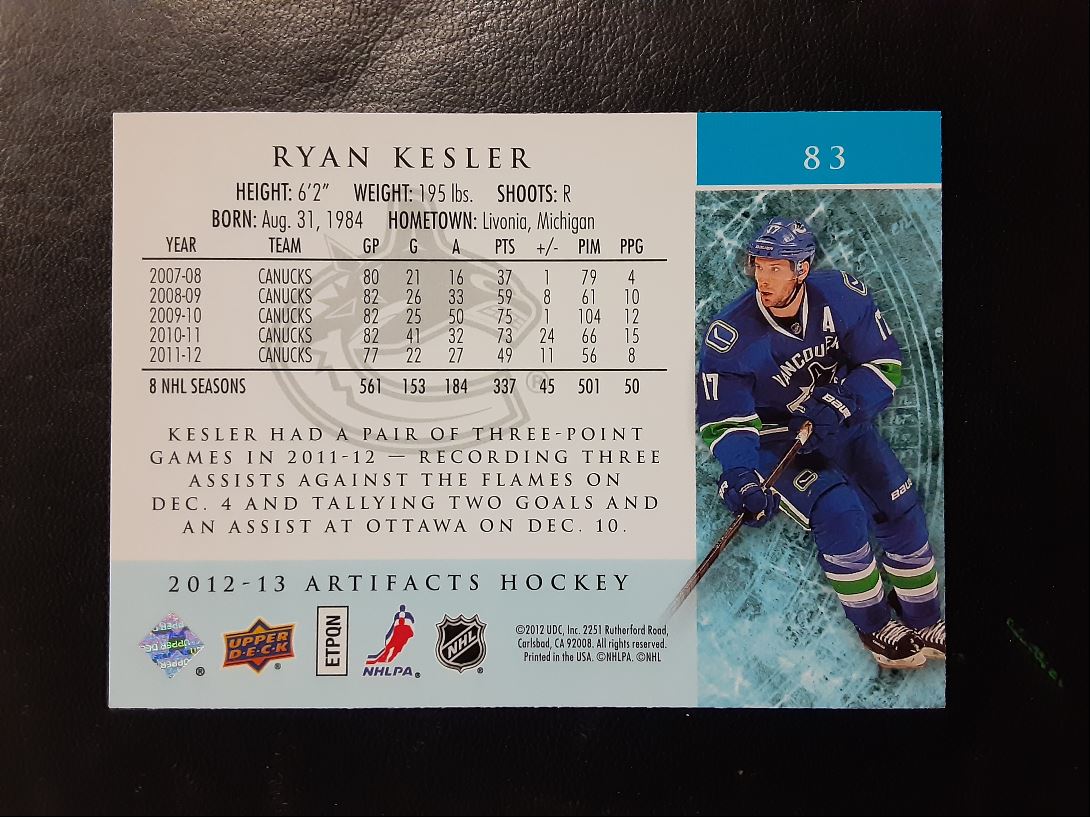 RYAN KESLER
HEIGHT: 6'2" WEIGHT: 195 lbs. SHOOTS: R
BORN: Aug. 31, 1984 HOMETOWN: Livonia, Michigan
YEAR TEAM GP G A PTS +/- PIM PPG
2007-08 CANUCKS 80 21 16 37 1 79 4
2008-09 CANUCKS 82 26 33 59 8 61 10
2009-10 CANUCKS 82 25 50 75 1 104 12
2010-11 CANUCKS 82 41 32 73 24 66 15
2011-12 CANUCKS 77 22 27 49 11 56 8
8 NHL SEASONS 561 153 184 337 45 501 50
KESLER HAD A PAIR OF THREE-POINT
GAMES IN 2011-12 — RECORDING THREE
ASSISTS AGAINST THE FLAMES ON
DEC. 4 AND TALLYING TWO GOALS AND
AN ASSIST AT OTTAWA ON DEC. 10.
2012-13 ARTIFACTS HOCKEY
®
UPPER
DECK
®
ETPON
NHLPA®
NHL
®
©2012 UDC, Inc. 2251 Rutherford Road,
Carlsbad, CA 92008. All rights reserved.
Printed in the USA. ©NHLPA. ©NHL
83
17
A
17
VANCOUVER
17
BAUER
BAUER